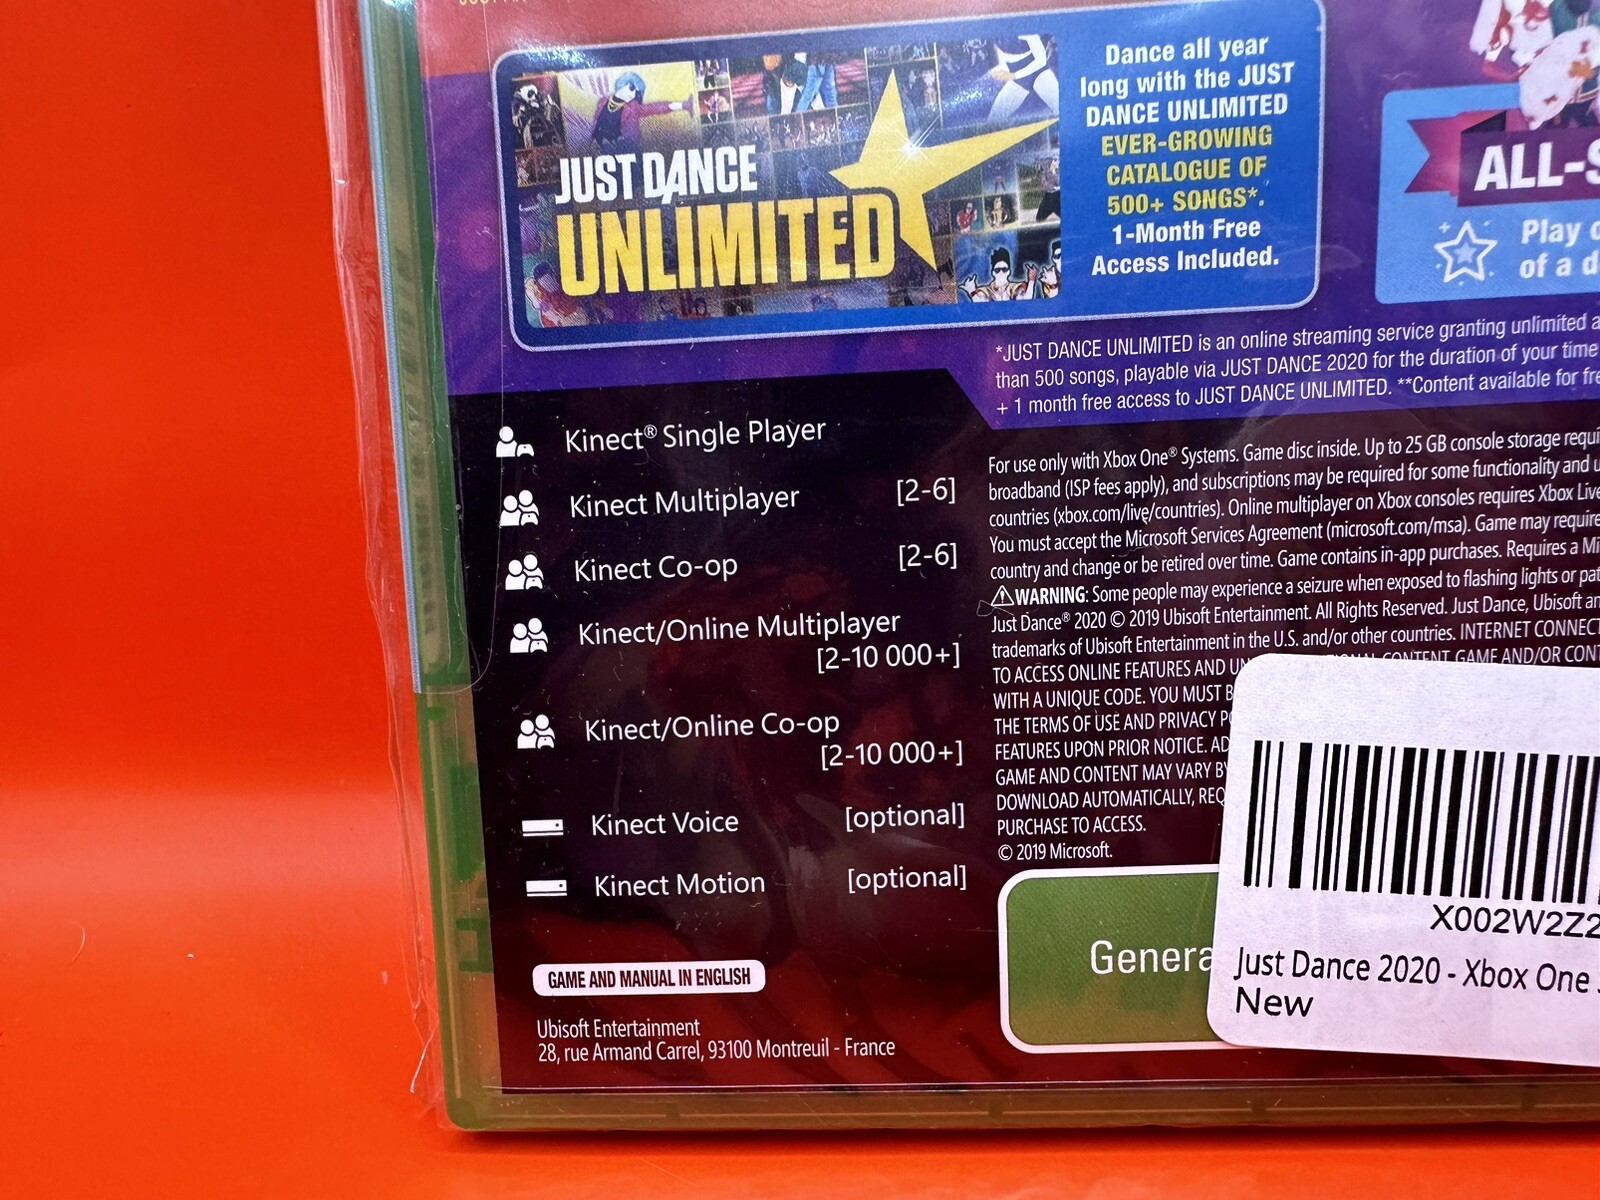 JUST DANCE
UNLIMITED
Dance all year
long with the JUST
DANCE UNLIMITED
EVER-GROWING
CATALOGUE OF
500+ SONGS*.
1-Month Free
Access Included.
ALL-S
Play
of a d
*JUST DANCE UNLIMITED is an online streaming service granting unlimited a
than 500 songs, playable via JUST DANCE 2020 for the duration of your time
+ 1 month free access to JUST DANCE UNLIMITED. **Content available for fre
Kinect® Single Player
Kinect Multiplayer [2-6]
Kinect Co-op [2-6]
Kinect/Online Multiplayer
[2-10 000+]
Kinect/Online Co-op
[2-10 000+]
Kinect Voice [optional]
Kinect Motion [optional]
GAME AND MANUAL IN ENGLISH
Ubisoft Entertainment
28, rue Armand Carrel, 93100 Montreuil - France
For use only with Xbox One® Systems. Game disc inside. Up to 25 GB console storage requi
broadband (ISP fees apply), and subscriptions may be required for some functionality and u
countries (xbox.com/live/countries). Online multiplayer on Xbox consoles requires Xbox Live
You must accept the Microsoft Services Agreement (microsoft.com/msa). Game may require
country and change or be retired over time. Game contains in-app purchases. Requires a Mi
⚠WARNING: Some people may experience a seizure when exposed to flashing lights or pat
Just Dance® 2020 © 2019 Ubisoft Entertainment. All Rights Reserved. Just Dance, Ubisoft an
trademarks of Ubisoft Entertainment in the U.S. and/or other countries. INTERNET CONNECT
TO ACCESS ONLINE FEATURES AND UN CONTENT GAME AND/OR CONT
WITH A UNIQUE CODE. YOU MUST B
THE TERMS OF USE AND PRIVACY PO
FEATURES UPON PRIOR NOTICE. AD
GAME AND CONTENT MAY VARY BY
DOWNLOAD AUTOMATICALLY, REQ
PURCHASE TO ACCESS.
© 2019 Microsoft.
Genera
X002W2Z2
Just Dance 2020 - Xbox One
New